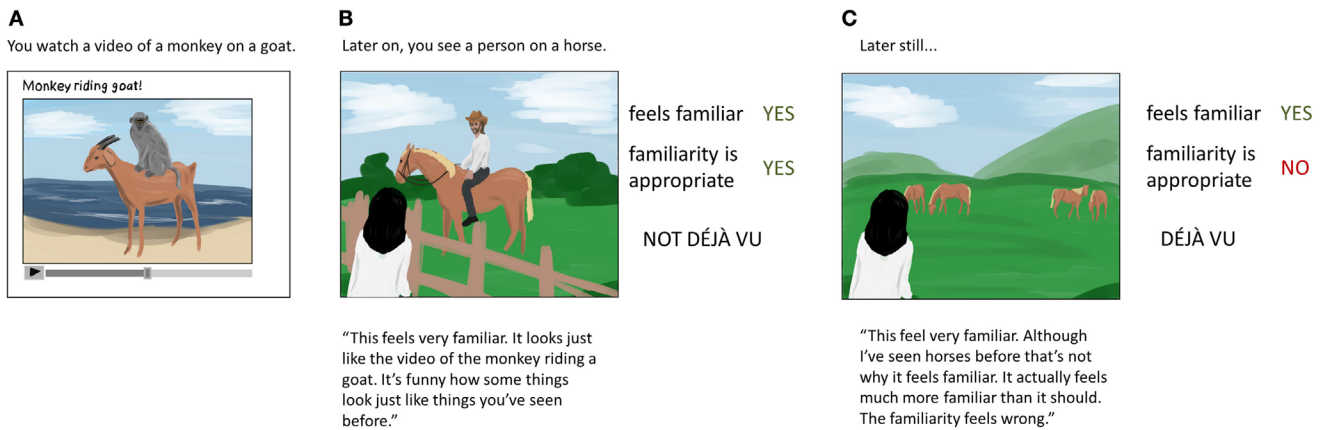 A
You watch a video of a monkey on a goat.
Monkey riding goat!
B
Later on, you see a person on a horse.
feels familiar YES
familiarity is
appropriate YES
NOT DÉJÀ VU
“This feels very familiar. It looks just
like the video of the monkey riding a
goat. It’s funny how some things
look just like things you’ve seen
before.”
C
Later still...
feels familiar YES
familiarity is
appropriate NO
DÉJÀ VU
“This feel very familiar. Although
I’ve seen horses before that’s not
why it feels familiar. It actually feels
much more familiar than it should.
The familiarity feels wrong.”